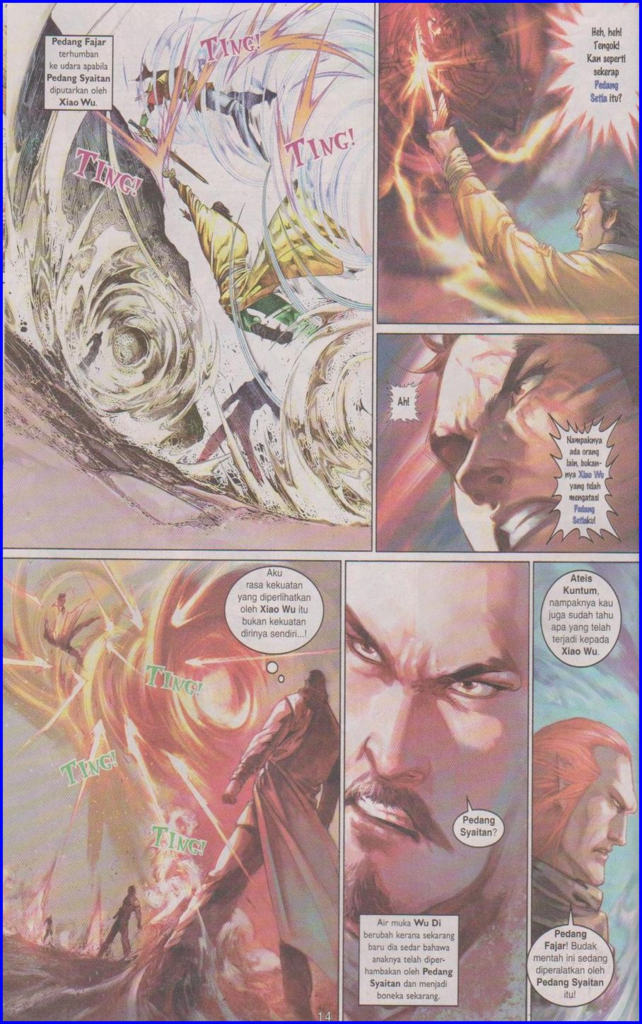 Pedang Fajar
terhumban
ke udara apabila
Pedang Syaitan
diputarkan oleh
Xiao Wu.
TING!
TING!
TING!
Heh, heh!
Tengok!
Kan seperti
sekerap
Pedang
Setia itu?
Ah!
Nampaknya
ada orang
lain, bukan-
nya Xiao Wu
yang telah
mengatasi
Pedang
Setiaku!
Aku
rasa kekuatan
yang diperlihatkan
oleh Xiao Wu itu
bukan kekuatan
dirinya sendiri...!
TING!
TING!
TING!
Pedang
Syaitan?
Air muka Wu Di
berubah kerana sekarang
baru dia sedar bahawa
anaknya telah diper-
hambakan oleh Pedang
Syaitan dan menjadi
boneka sekarang.
Ateis
Kuntum,
nampaknya kau
juga sudah tahu
apa yang telah
terjadi kepada
Xiao Wu.
Pedang
Fajar! Budak
mentah ini sedang
diperalatkan oleh
Pedang Syaitan
itu!
14